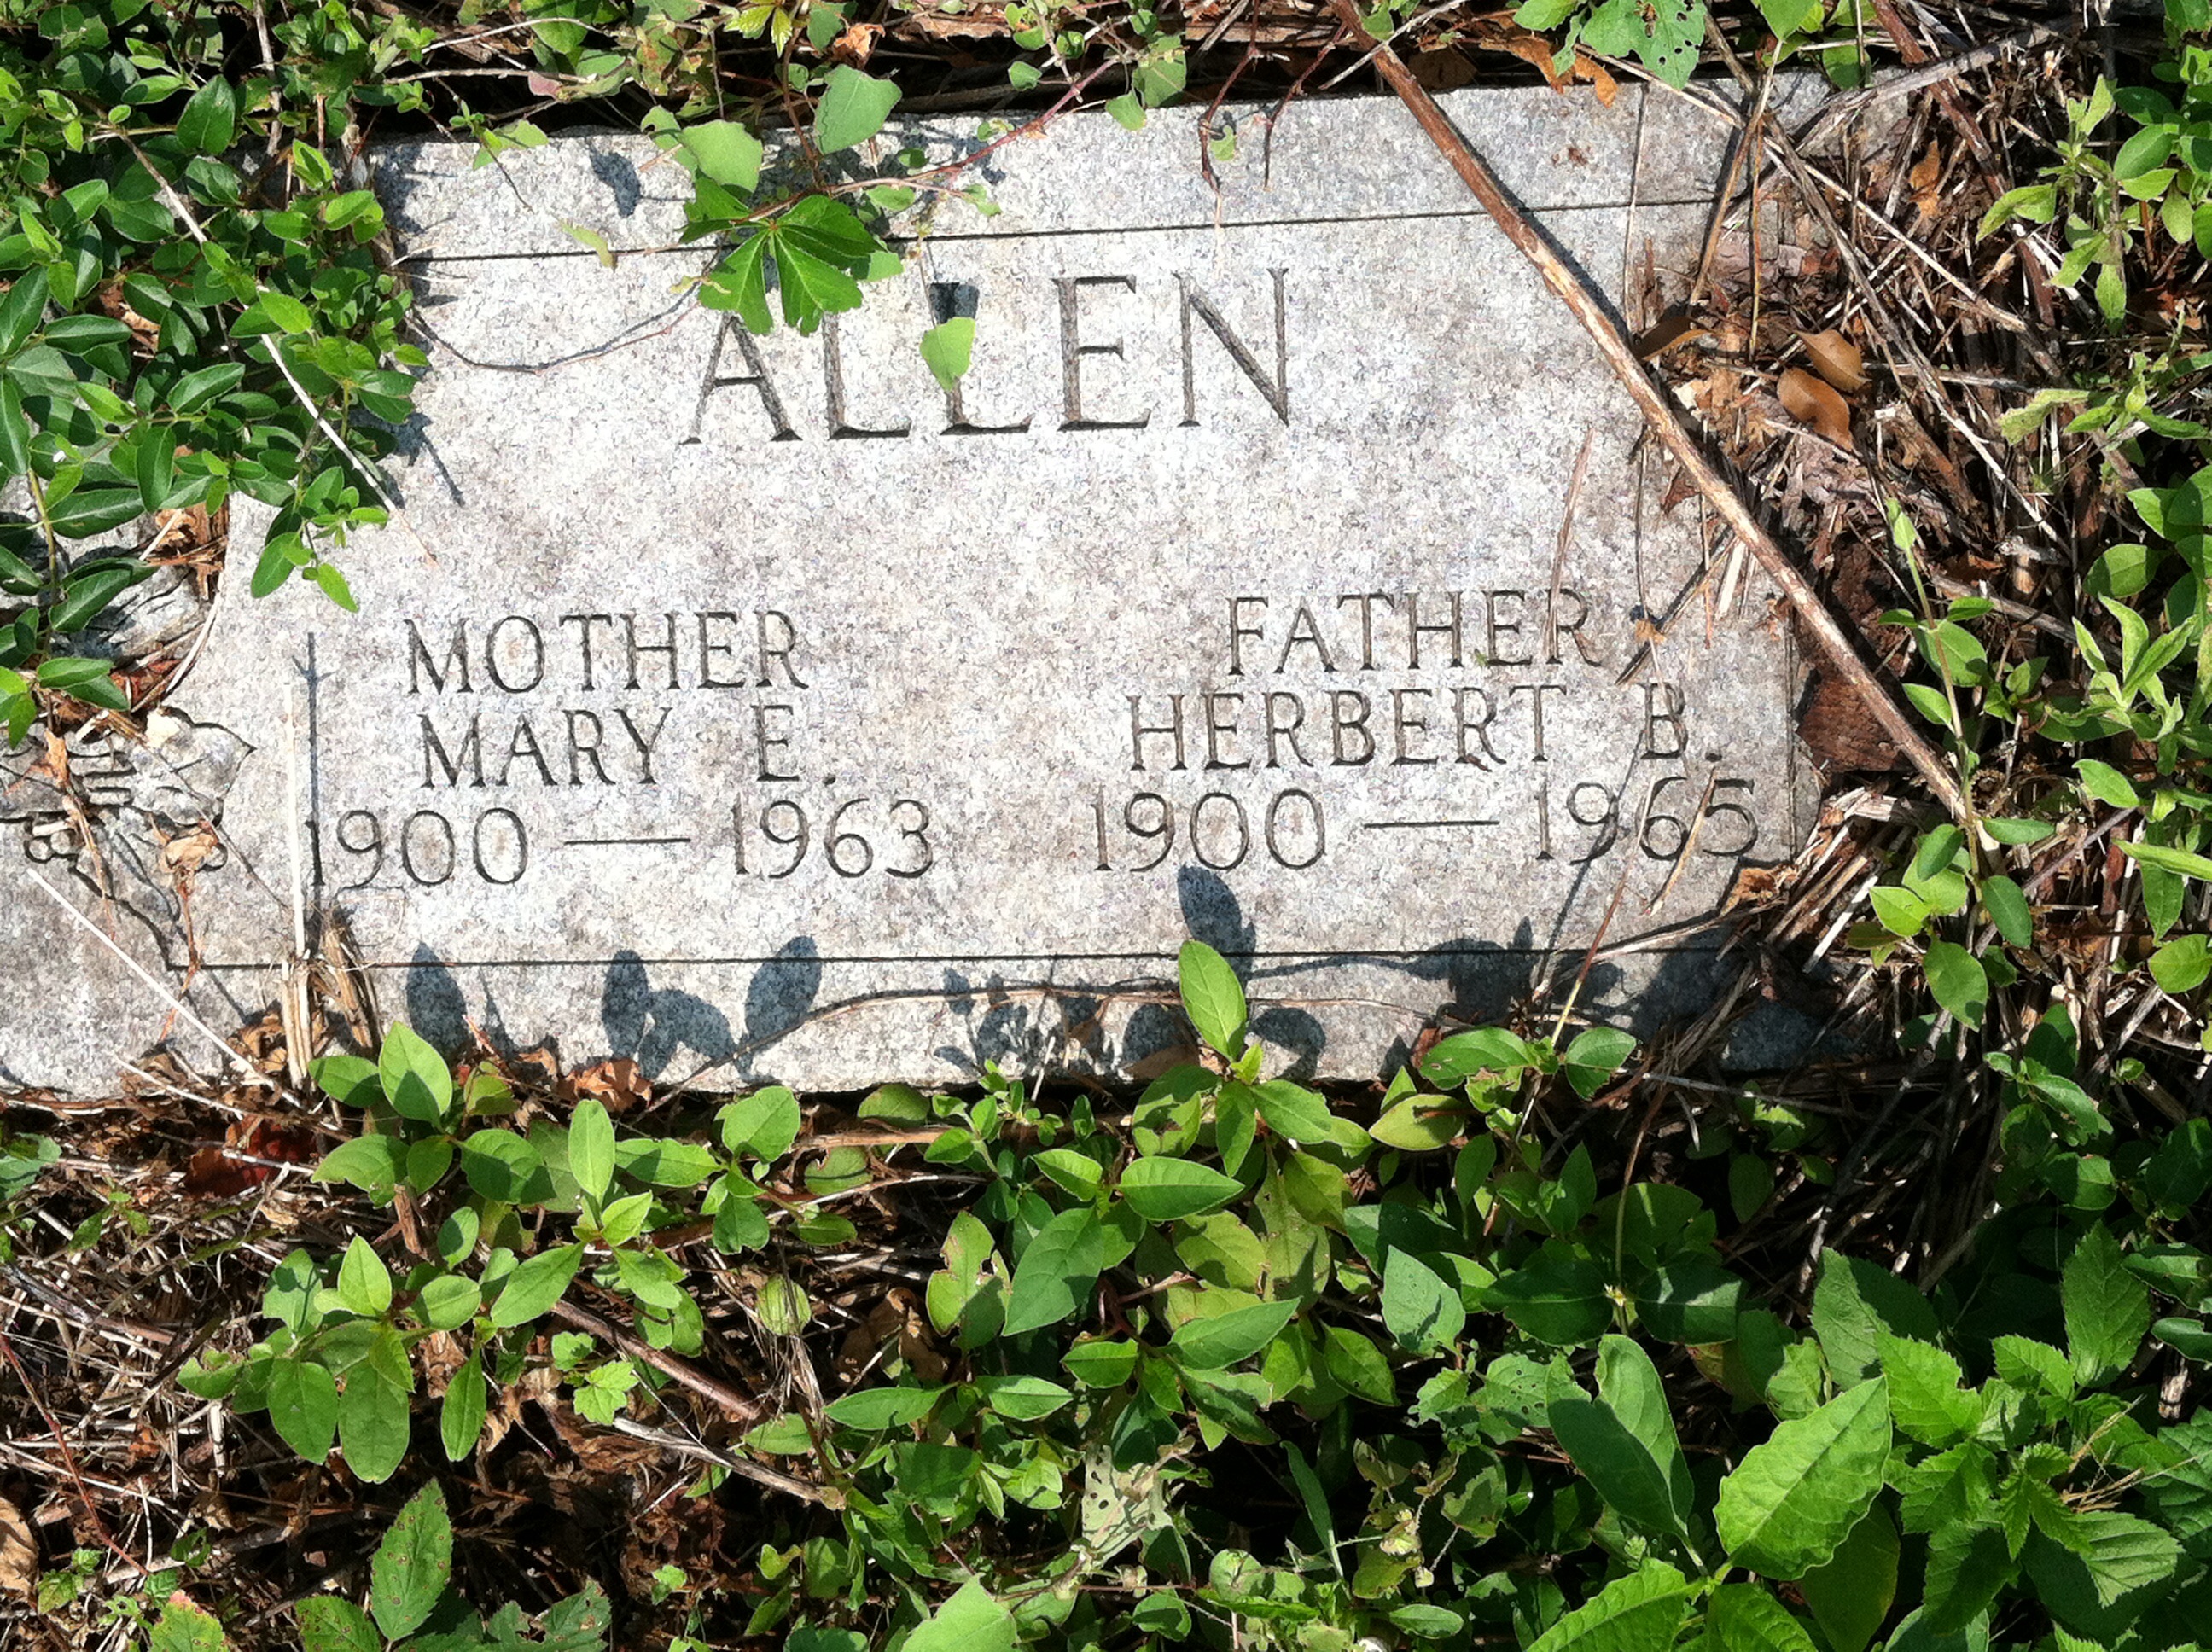 ALLEN
MOTHER
MARY E.
1900 — 1963
FATHER
HERBERT B.
1900 — 1965